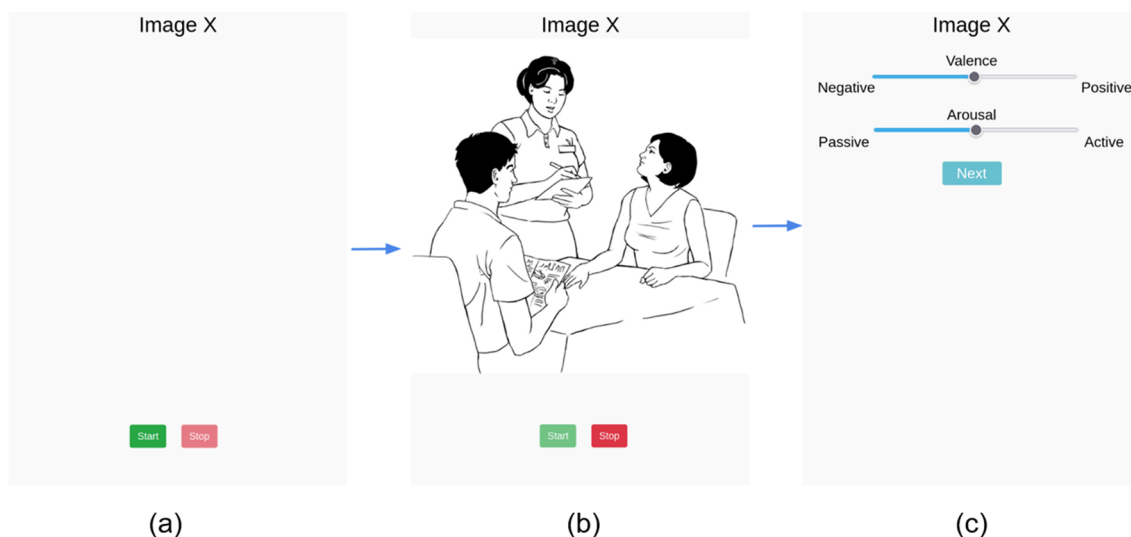 Image X
Start Stop
(a)
Image X
Start Stop
(b)
Image X
Valence
Negative Positive
Arousal
Passive Active
Next
(c)